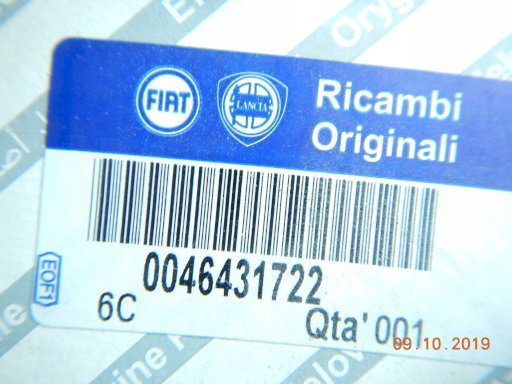 FIAT
LANCIA
Ricambi
Originali
0046431722
EOF1
6C
Qta' 001
09.10.2019